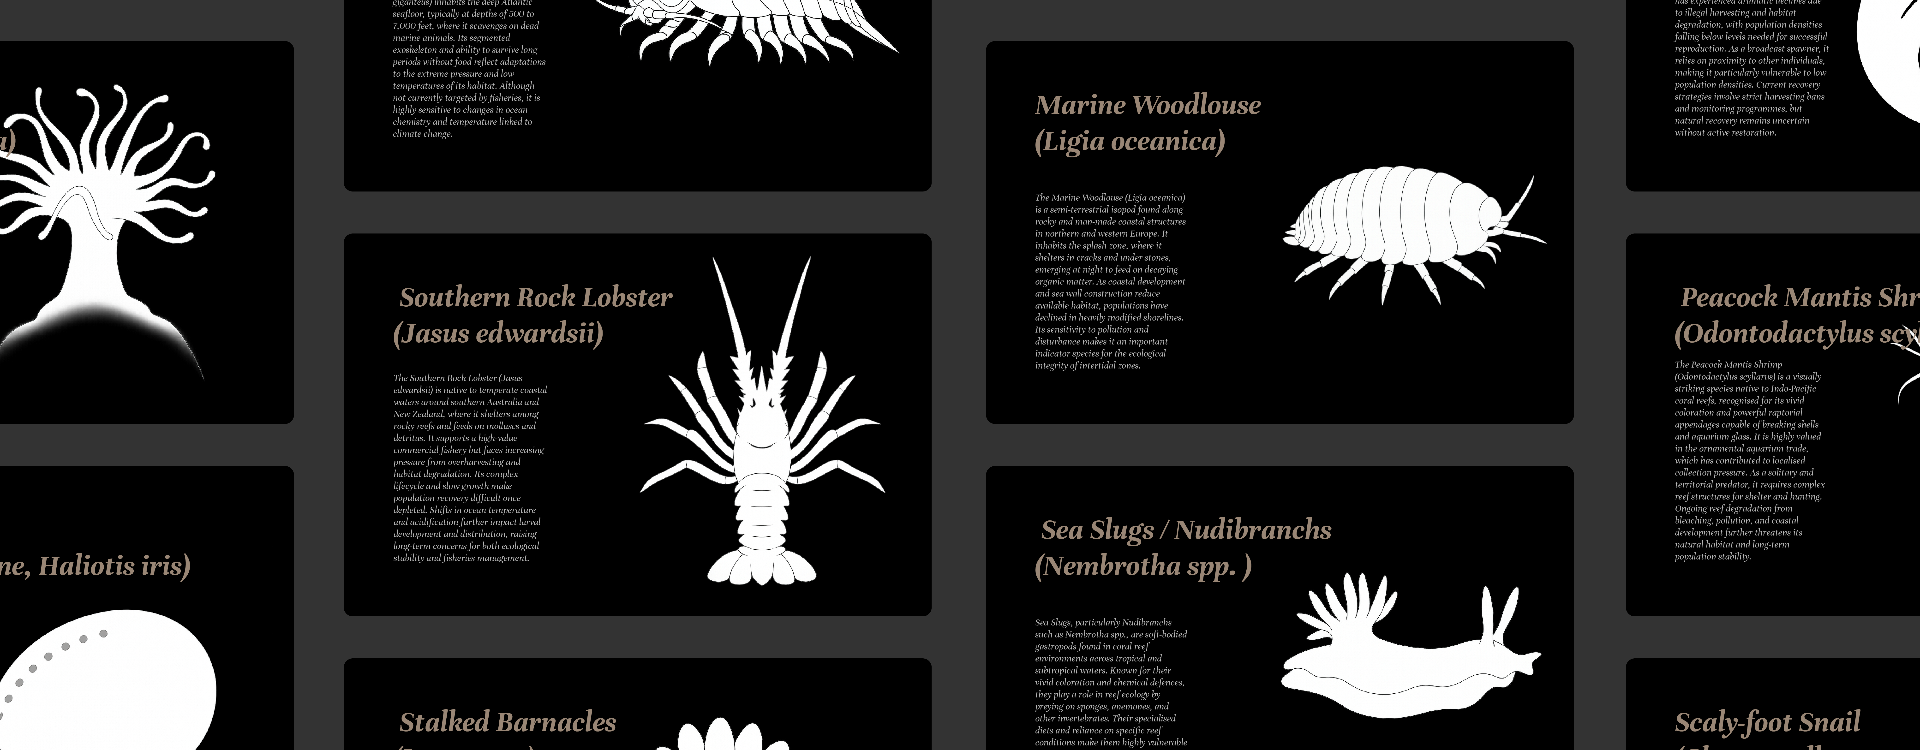 a)
ne, Haliotis iris)
giganteus) inhabits the deep Atlantic
seafloor, typically at depths of 500 to
7,000 feet, where it scavenges on dead
marine animals. Its segmented
exoskeleton and ability to survive long
periods without food reflect adaptations
to the extreme pressure and low
temperatures of its habitat. Although
not currently targeted by fisheries, it is
highly sensitive to changes in ocean
chemistry and temperature linked to
climate change.
Southern Rock Lobster
(Jasus edwardsii)
The Southern Rock Lobster (Jasus
edwardsii) is native to temperate coastal
waters around southern Australia and
New Zealand, where it shelters among
rocky reefs and feeds on molluscs and
detritus. It supports a high-value
commercial fishery but faces increasing
pressure from overharvesting and
habitat degradation. Its complex
lifecycle and slow growth make
population recovery difficult once
depleted. Shifts in ocean temperature
and acidification further impact larval
development and distribution, raising
long-term concerns for both ecological
stability and fisheries management.
Stalked Barnacles
Marine Woodlouse
(Ligia oceanica)
The Marine Woodlouse (Ligia oceanica)
is a semi-terrestrial isopod found along
rocky and man-made coastal structures
in northern and western Europe. It
inhabits the splash zone, where it
shelters in cracks and under stones,
emerging at night to feed on decaying
organic matter. As coastal development
and sea wall construction reduce
available habitat, populations have
declined in heavily modified shorelines.
Its sensitivity to pollution and
disturbance makes it an important
indicator species for the ecological
integrity of intertidal zones.
Sea Slugs / Nudibranchs
(Nembrotha spp. )
Sea Slugs, particularly Nudibranchs
such as Nembrotha spp., are soft-bodied
gastropods found in coral reef
environments across tropical and
subtropical waters. Known for their
vivid coloration and chemical defences,
they play a role in reef ecology by
preying on sponges, anemones, and
other invertebrates. Their specialised
diets and reliance on specific reef
conditions make them highly vulnerable
has experienced dramatic declines due
to illegal harvesting and habitat
degradation, with population densities
falling below levels needed for successful
reproduction. As a broadcast spawner, it
relies on proximity to other individuals,
making it particularly vulnerable to low
population densities. Current recovery
strategies involve strict harvesting bans
and monitoring programmes, but
natural recovery remains uncertain
without active restoration.
Peacock Mantis Shr
(Odontodactylus scy
The Peacock Mantis Shrimp
(Odontodactylus scyllarus) is a visually
striking species native to Indo-Pacific
coral reefs, recognised for its vivid
coloration and powerful raptorial
appendages capable of breaking shells
and aquarium glass. It is highly valued
in the ornamental aquarium trade,
which has contributed to localised
collection pressure. As a solitary and
territorial predator, it requires complex
reef structures for shelter and hunting.
Ongoing reef degradation from
bleaching, pollution, and coastal
development further threatens its
natural habitat and long-term
population stability.
Scaly-foot Snail